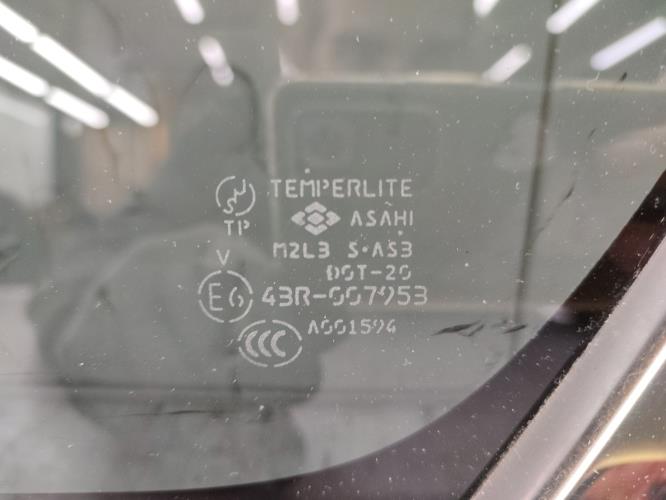 TEMPERLITE
ASAHI
TP
M2L3 S·AS3
V
DOT-20
E6 43R-007953
CCC A001594